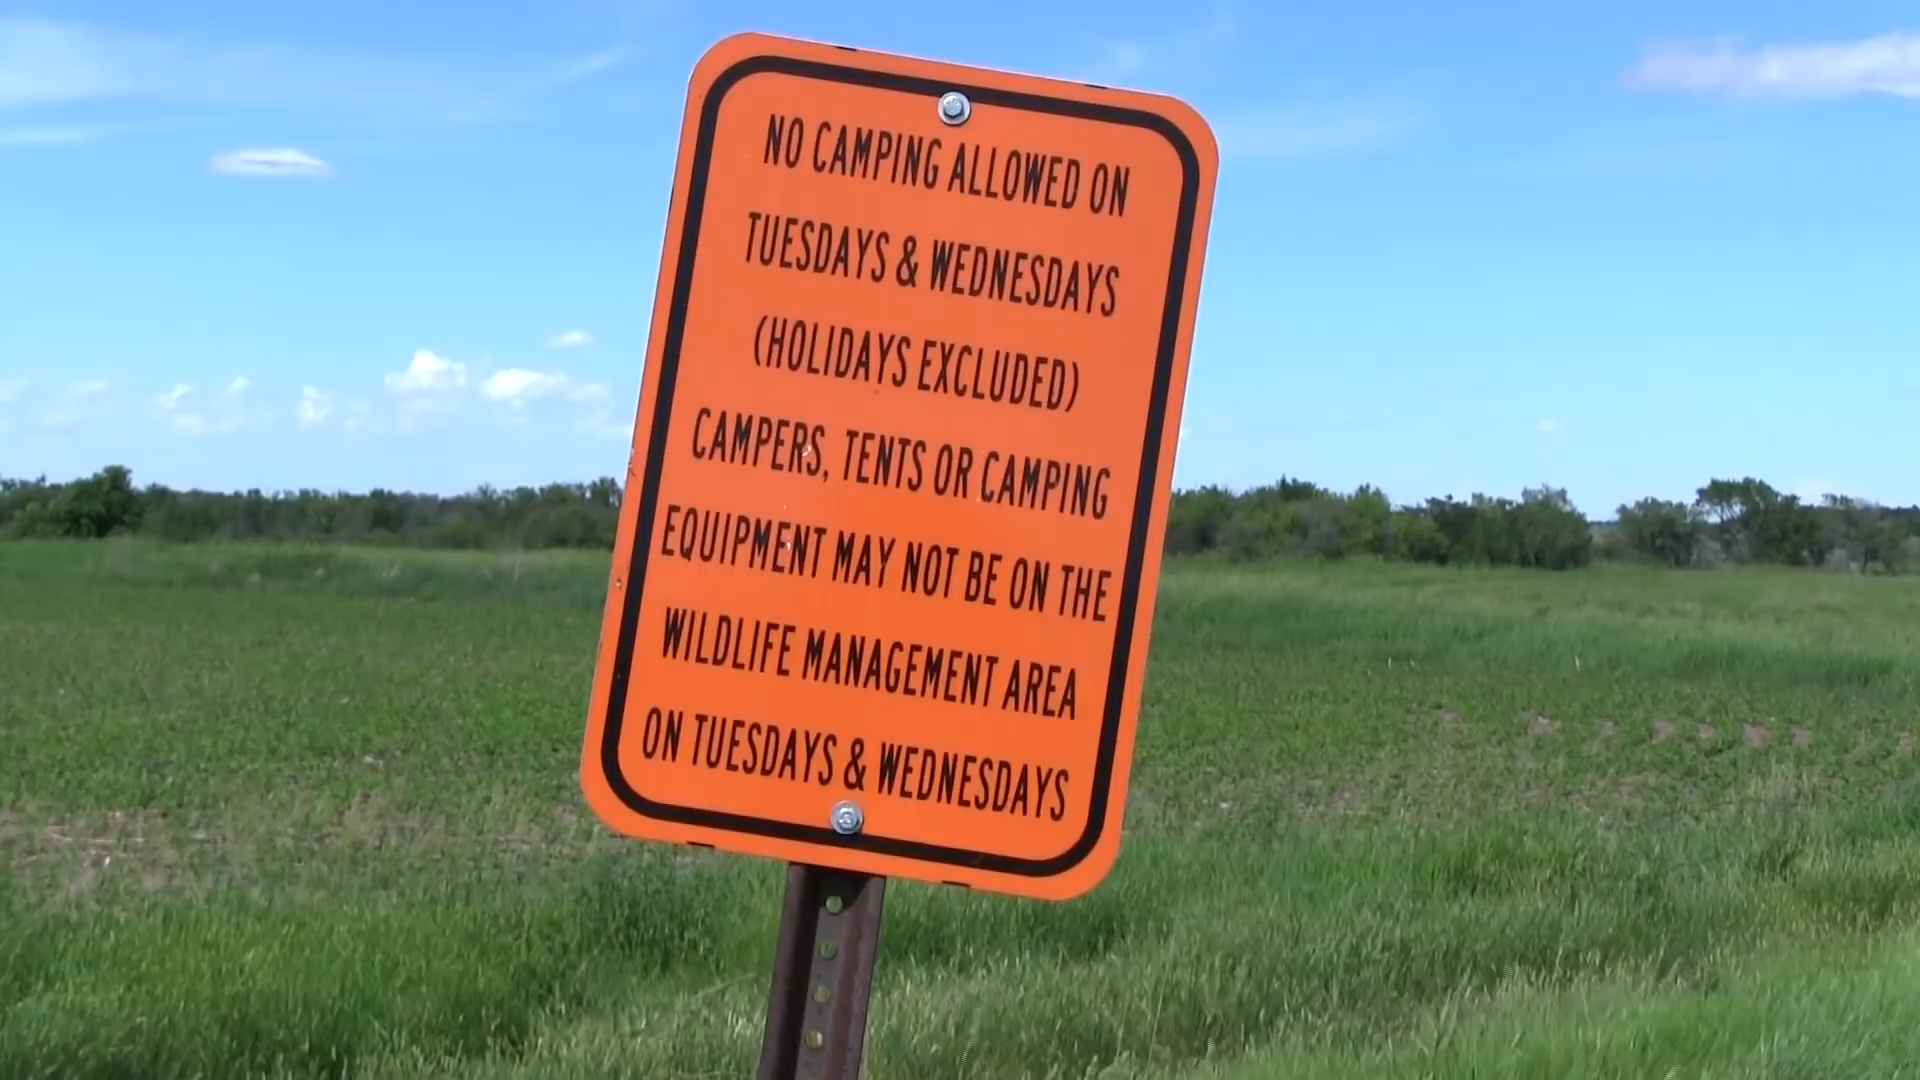 NO CAMPING ALLOWED ON
TUESDAYS & WEDNESDAYS
(HOLIDAYS EXCLUDED)
CAMPERS, TENTS OR CAMPING
EQUIPMENT MAY NOT BE ON THE
WILDLIFE MANAGEMENT AREA
ON TUESDAYS & WEDNESDAYS